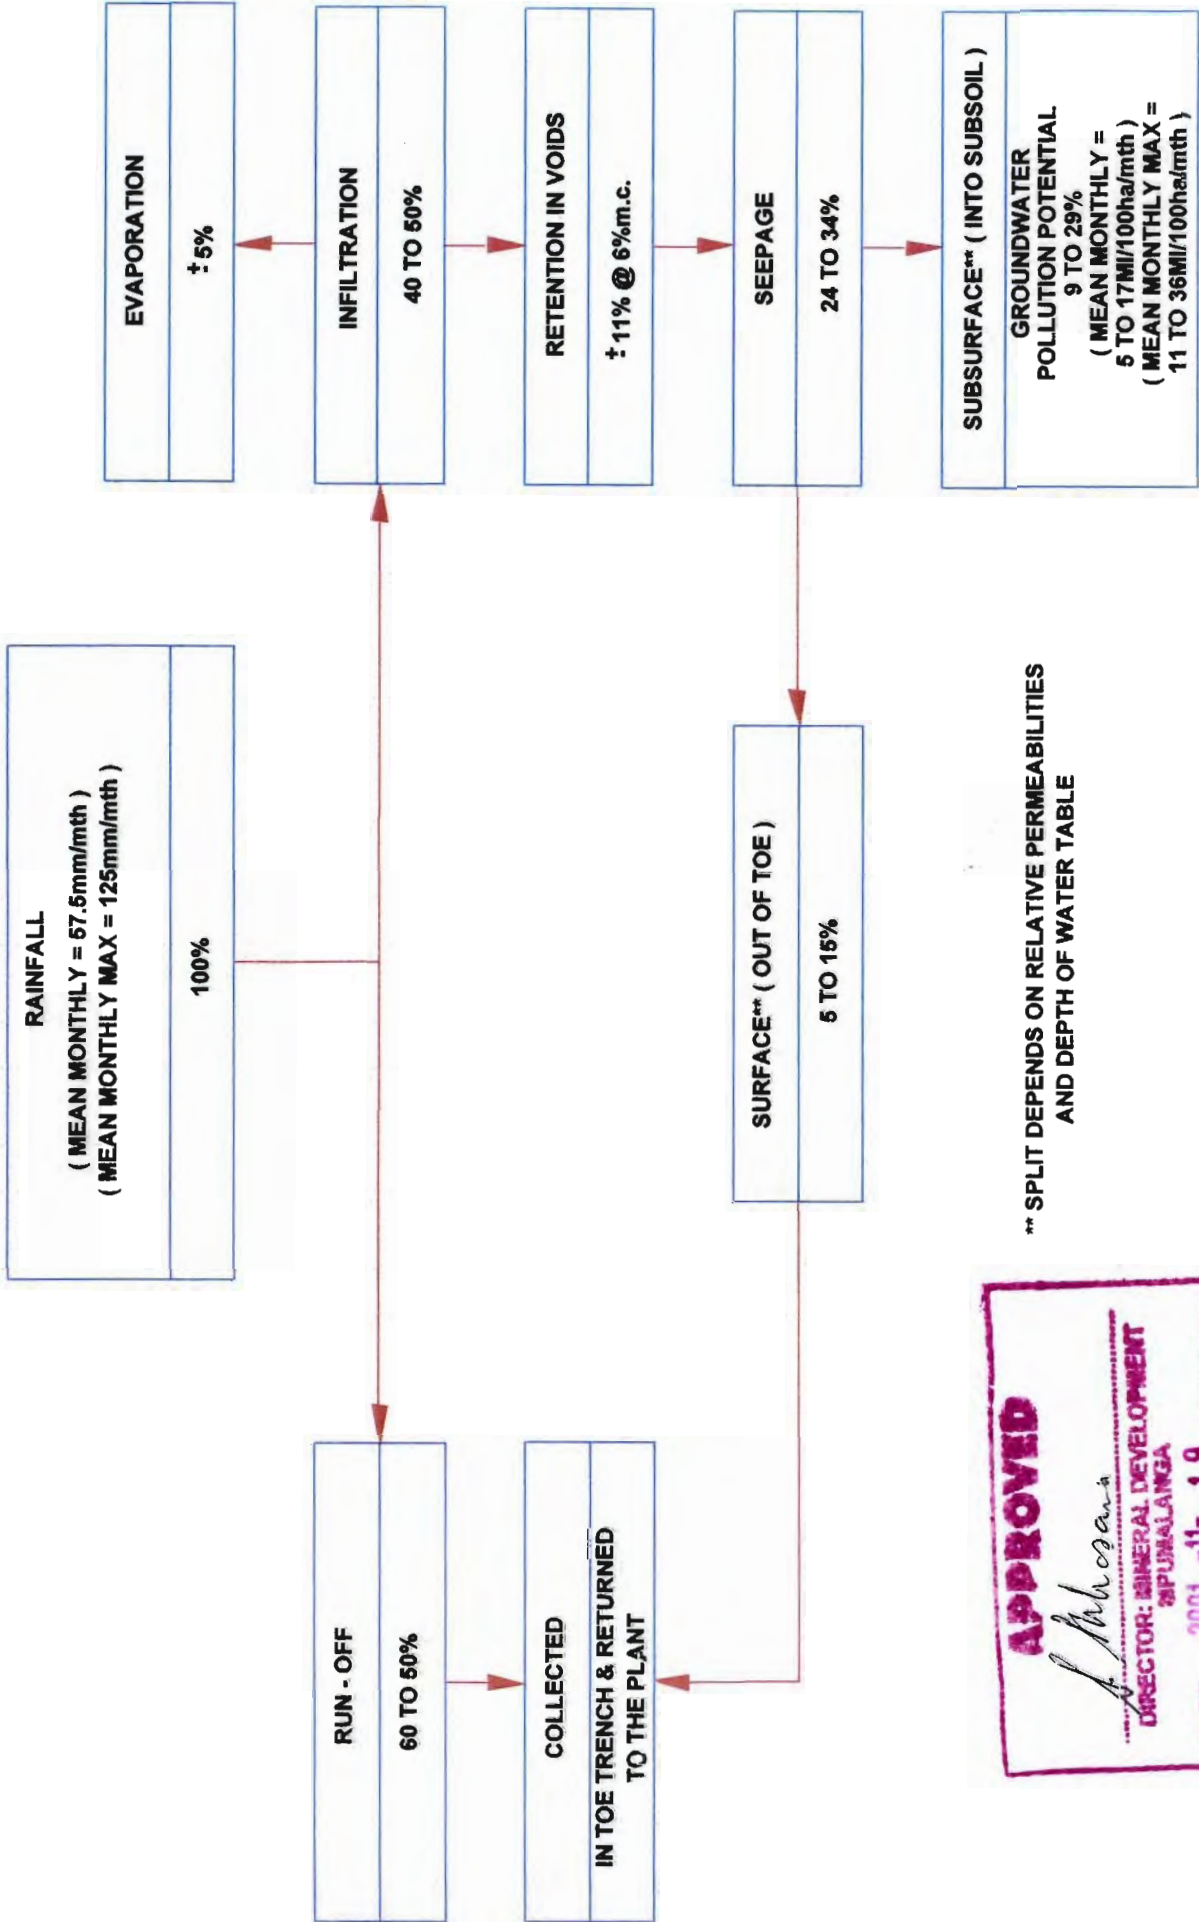 RAINFALL
( MEAN MONTHLY = 57.5mm/mth )
( MEAN MONTHLY MAX = 125mm/mth )
100%
EVAPORATION
±5%
RUN - OFF
60 TO 50%
INFILTRATION
40 TO 50%
COLLECTED
IN TOE TRENCH & RETURNED
TO THE PLANT
RETENTION IN VOIDS
±11% @ 6%m.c.
SURFACE** ( OUT OF TOE )
5 TO 15%
SEEPAGE
24 TO 34%
SUBSURFACE** ( INTO SUBSOIL )
GROUNDWATER
POLLUTION POTENTIAL
9 TO 29%
( MEAN MONTHLY =
5 TO 17Ml/100ha/mth )
( MEAN MONTHLY MAX =
11 TO 36Ml/100ha/mth )
** SPLIT DEPENDS ON RELATIVE PERMEABILITIES
AND DEPTH OF WATER TABLE
APPROVED
DIRECTOR: MINERAL DEVELOPMENT
MPUMALANGA
2001 -11- 19